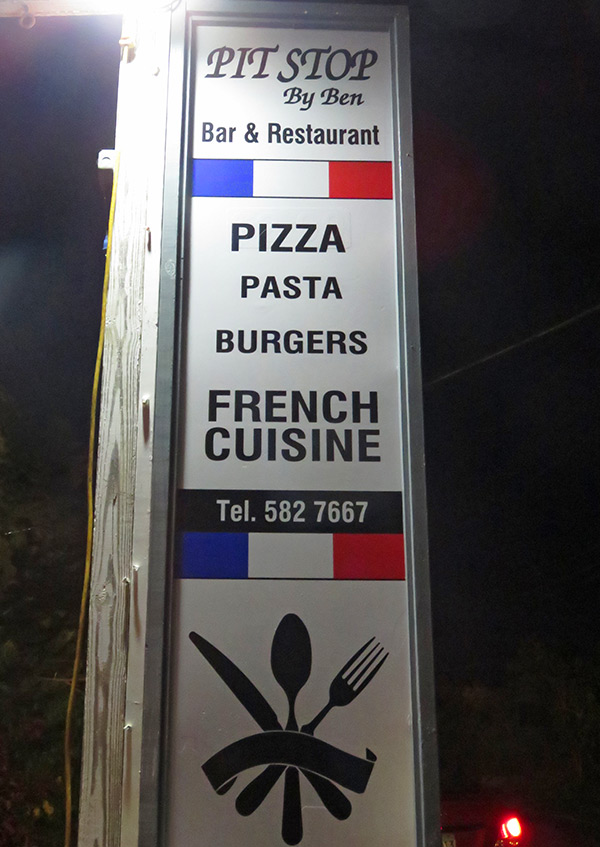 PIT STOP
By Ben
Bar & Restaurant
PIZZA
PASTA
BURGERS
FRENCH
CUISINE
Tel. 582 7667